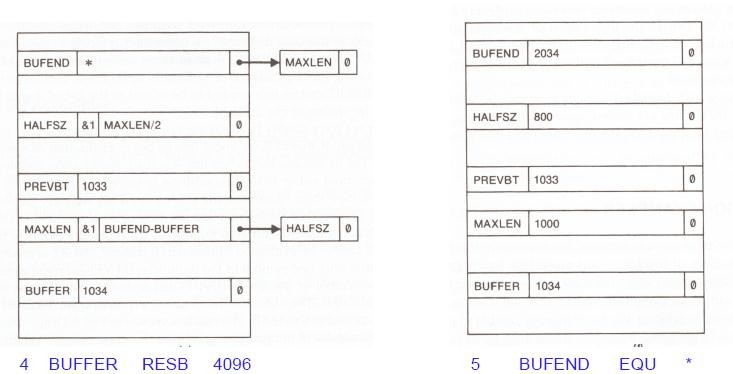 BUFEND * MAXLEN Ø
HALFSZ &1 MAXLEN/2 Ø
PREVBT 1033 Ø
MAXLEN &1 BUFEND-BUFFER HALFSZ Ø
BUFFER 1034 Ø
4 BUFFER RESB 4096
BUFEND 2034 Ø
HALFSZ 800 Ø
PREVBT 1033 Ø
MAXLEN 1000 Ø
BUFFER 1034 Ø
5 BUFEND EQU *